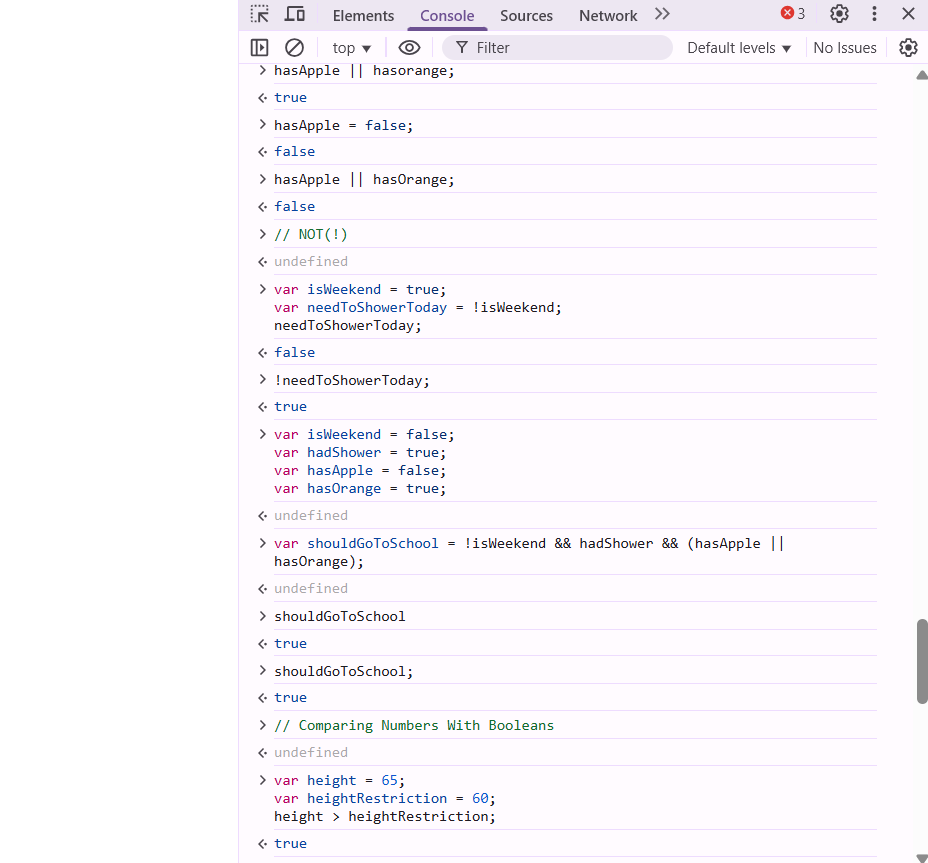 Elements Console Sources Network 3
top Filter Default levels No Issues
> hasApple || hasorange;
true
> hasApple = false;
false
> hasApple || hasOrange;
false
> // NOT(!)
undefined
> var isWeekend = true;
var needToShowerToday = !isWeekend;
needToShowerToday;
false
> !needToShowerToday;
true
> var isWeekend = false;
var hadShower = true;
var hasApple = false;
var hasOrange = true;
undefined
> var shouldGoToSchool = !isWeekend && hadShower && (hasApple ||
hasOrange);
undefined
> shouldGoToSchool
true
> shouldGoToSchool;
true
> // Comparing Numbers With Booleans
undefined
> var height = 65;
var heightRestriction = 60;
height > heightRestriction;
true